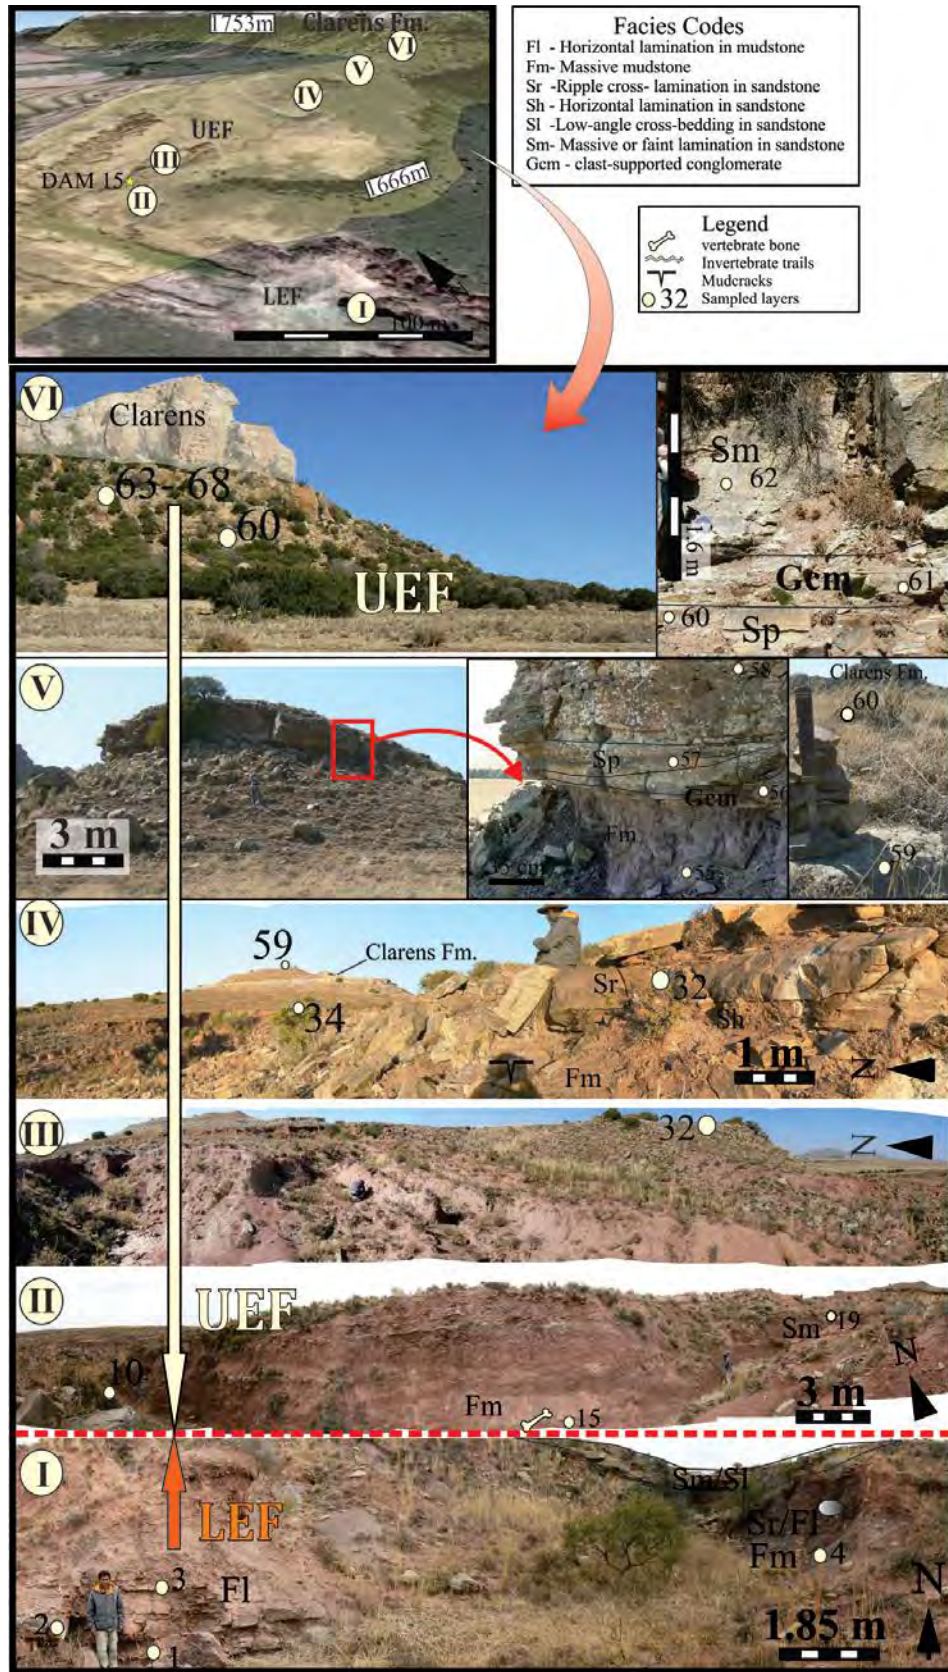 1753m
Clarens Fm.
VI
V
IV
UEF
III
DAM 15
II
1666m
LEF
I
100 m
Facies Codes
Fl - Horizontal lamination in mudstone
Fm- Massive mudstone
Sr -Ripple cross- lamination in sandstone
Sh - Horizontal lamination in sandstone
Sl -Low-angle cross-bedding in sandstone
Sm- Massive or faint lamination in sandstone
Gcm - clast-supported conglomerate
Legend
vertebrate bone
Invertebrate trails
Mudcracks
32 Sampled layers
VI
Clarens
63- 68
60
UEF
Sm
62
1.6 m
Gcm
61
60
Sp
V
3 m
58
Sp
57
Gcm
56
Fm
55
5 cm
Clarens Fm.
60
59
IV
59
Clarens Fm.
34
Sr
32
Sh
1 m
Fm
N
III
32
N
II
UEF
10
Sm
19
N
3 m
Fm
15
I
LEF
Sm/Sl
Sr/Fl
Fm
4
3
Fl
2
1
N
1.85 m